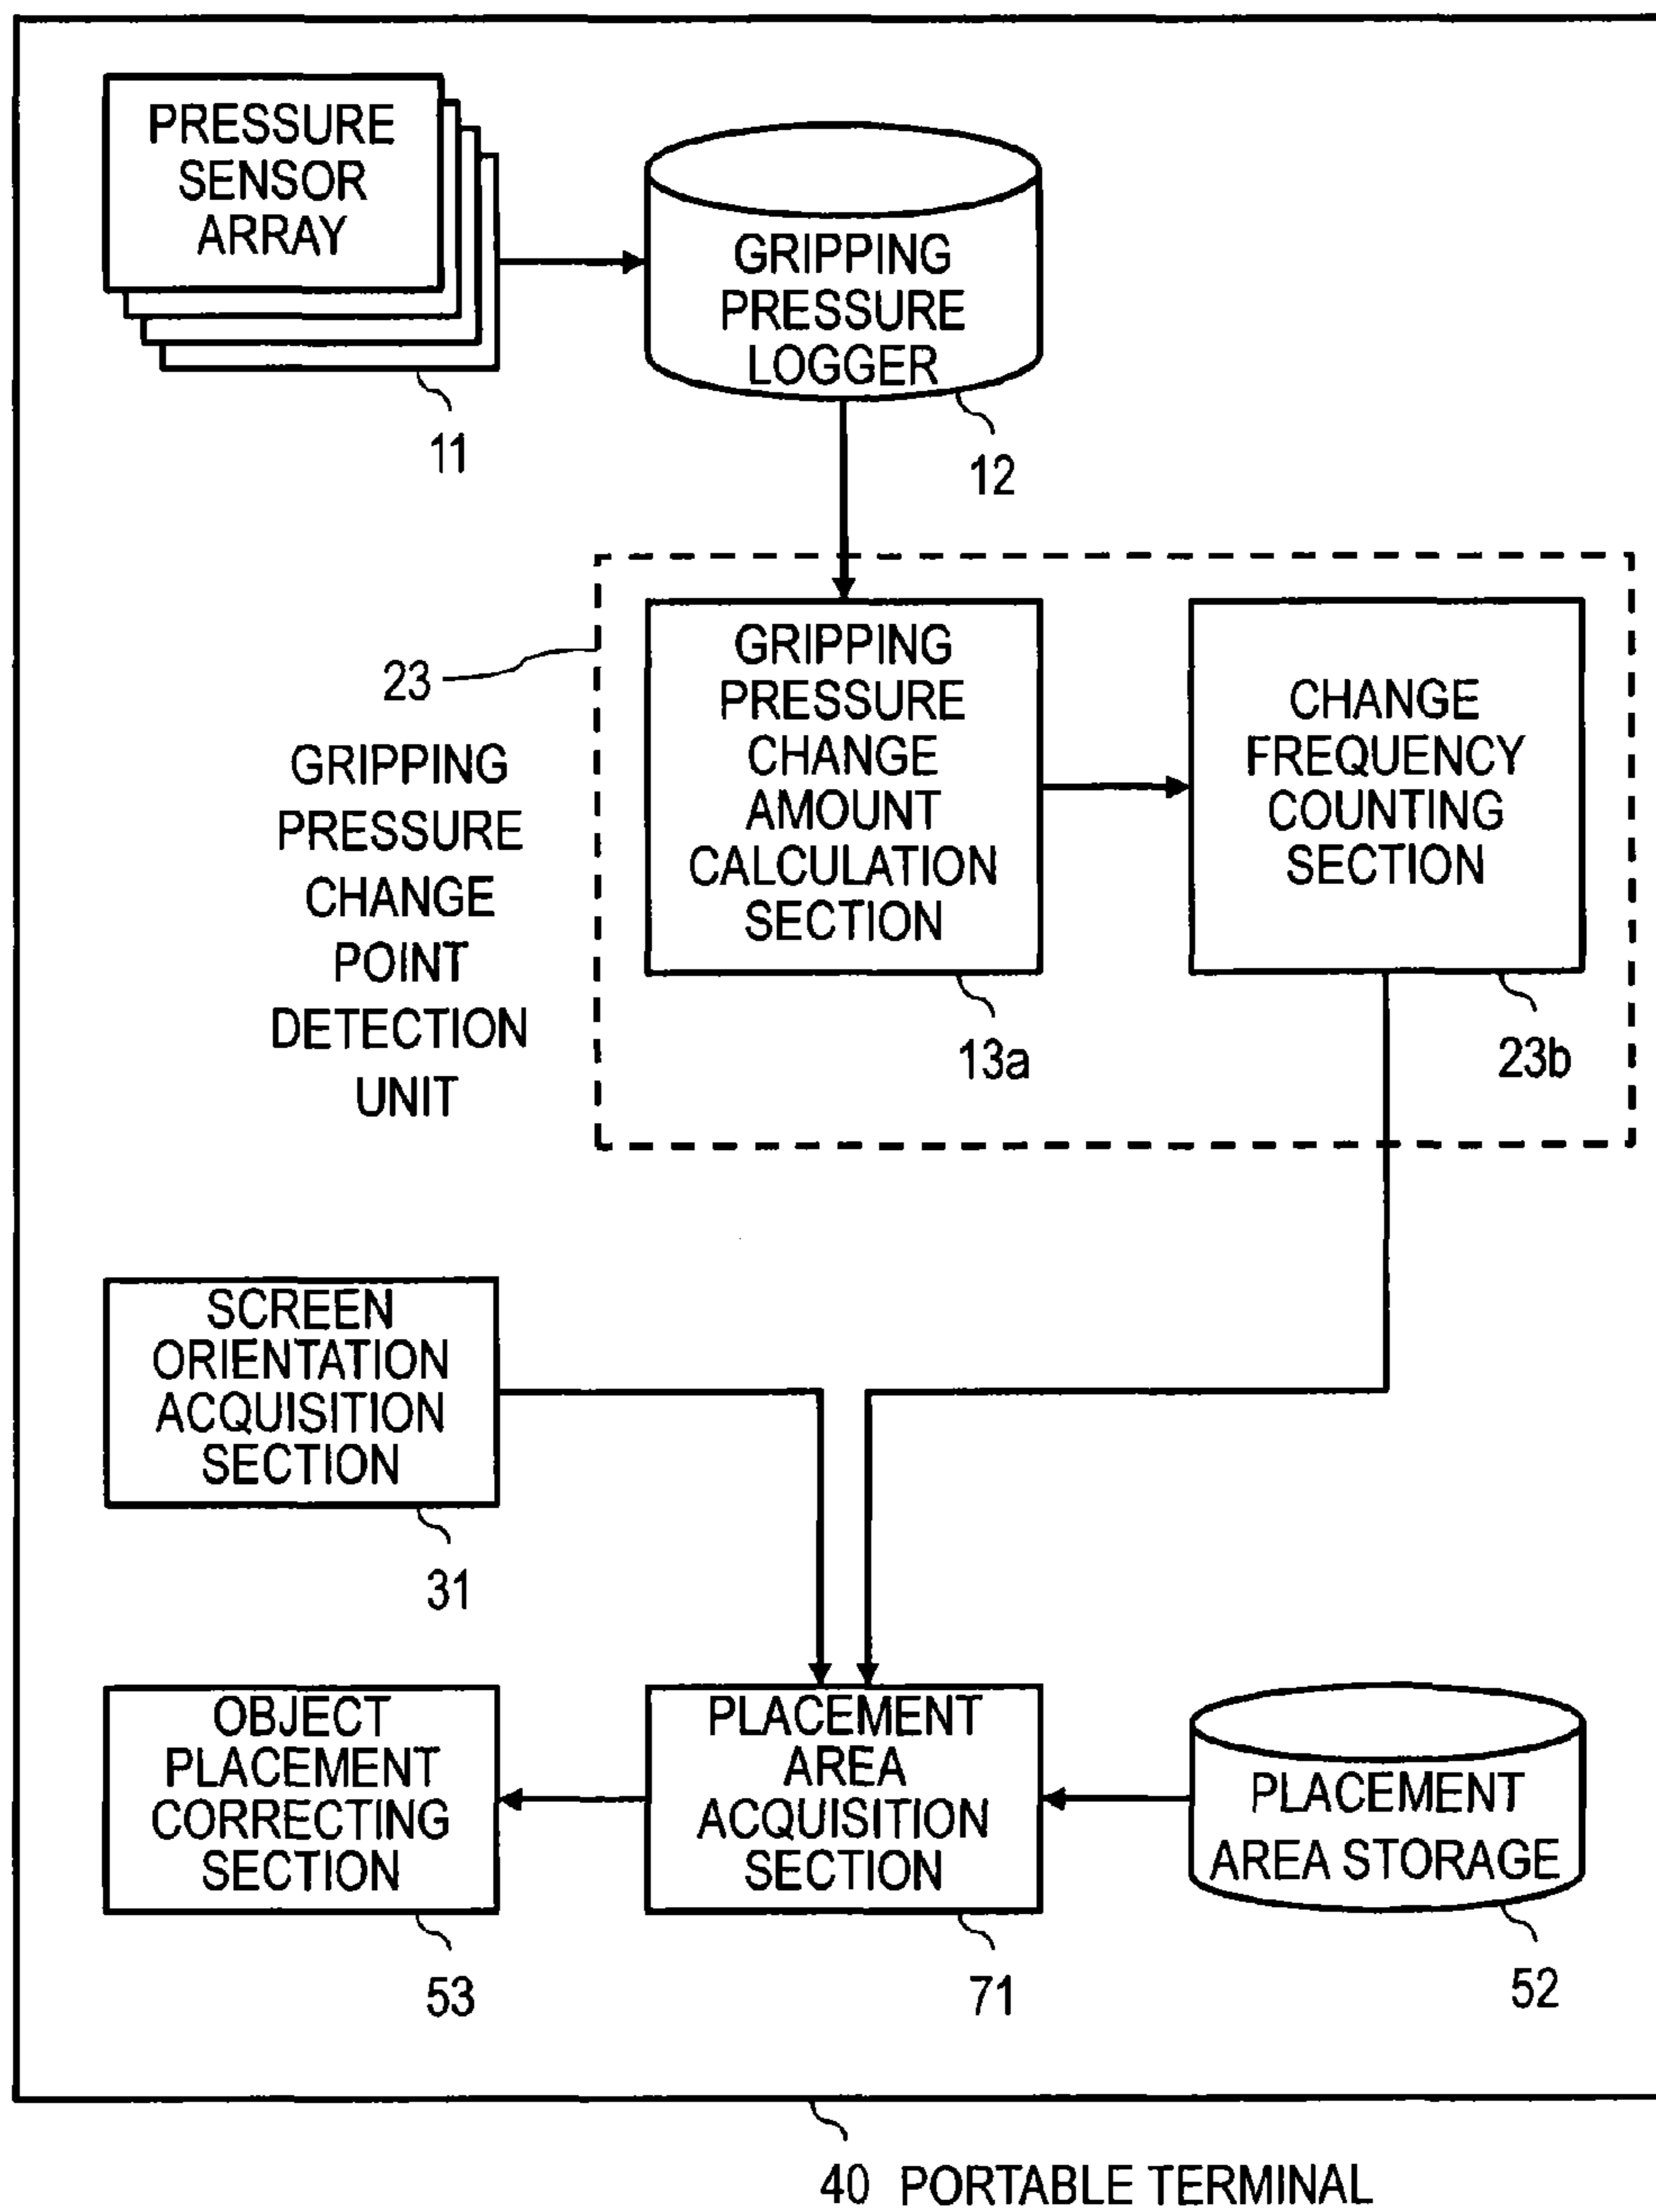 PRESSURE
SENSOR
ARRAY
11
GRIPPING
PRESSURE
LOGGER
12
23
GRIPPING
PRESSURE
CHANGE
POINT
DETECTION
UNIT
GRIPPING
PRESSURE
CHANGE
AMOUNT
CALCULATION
SECTION
13a
CHANGE
FREQUENCY
COUNTING
SECTION
23b
SCREEN
ORIENTATION
ACQUISITION
SECTION
31
OBJECT
PLACEMENT
CORRECTING
SECTION
53
PLACEMENT
AREA
ACQUISITION
SECTION
71
PLACEMENT
AREA STORAGE
52
40 PORTABLE TERMINAL